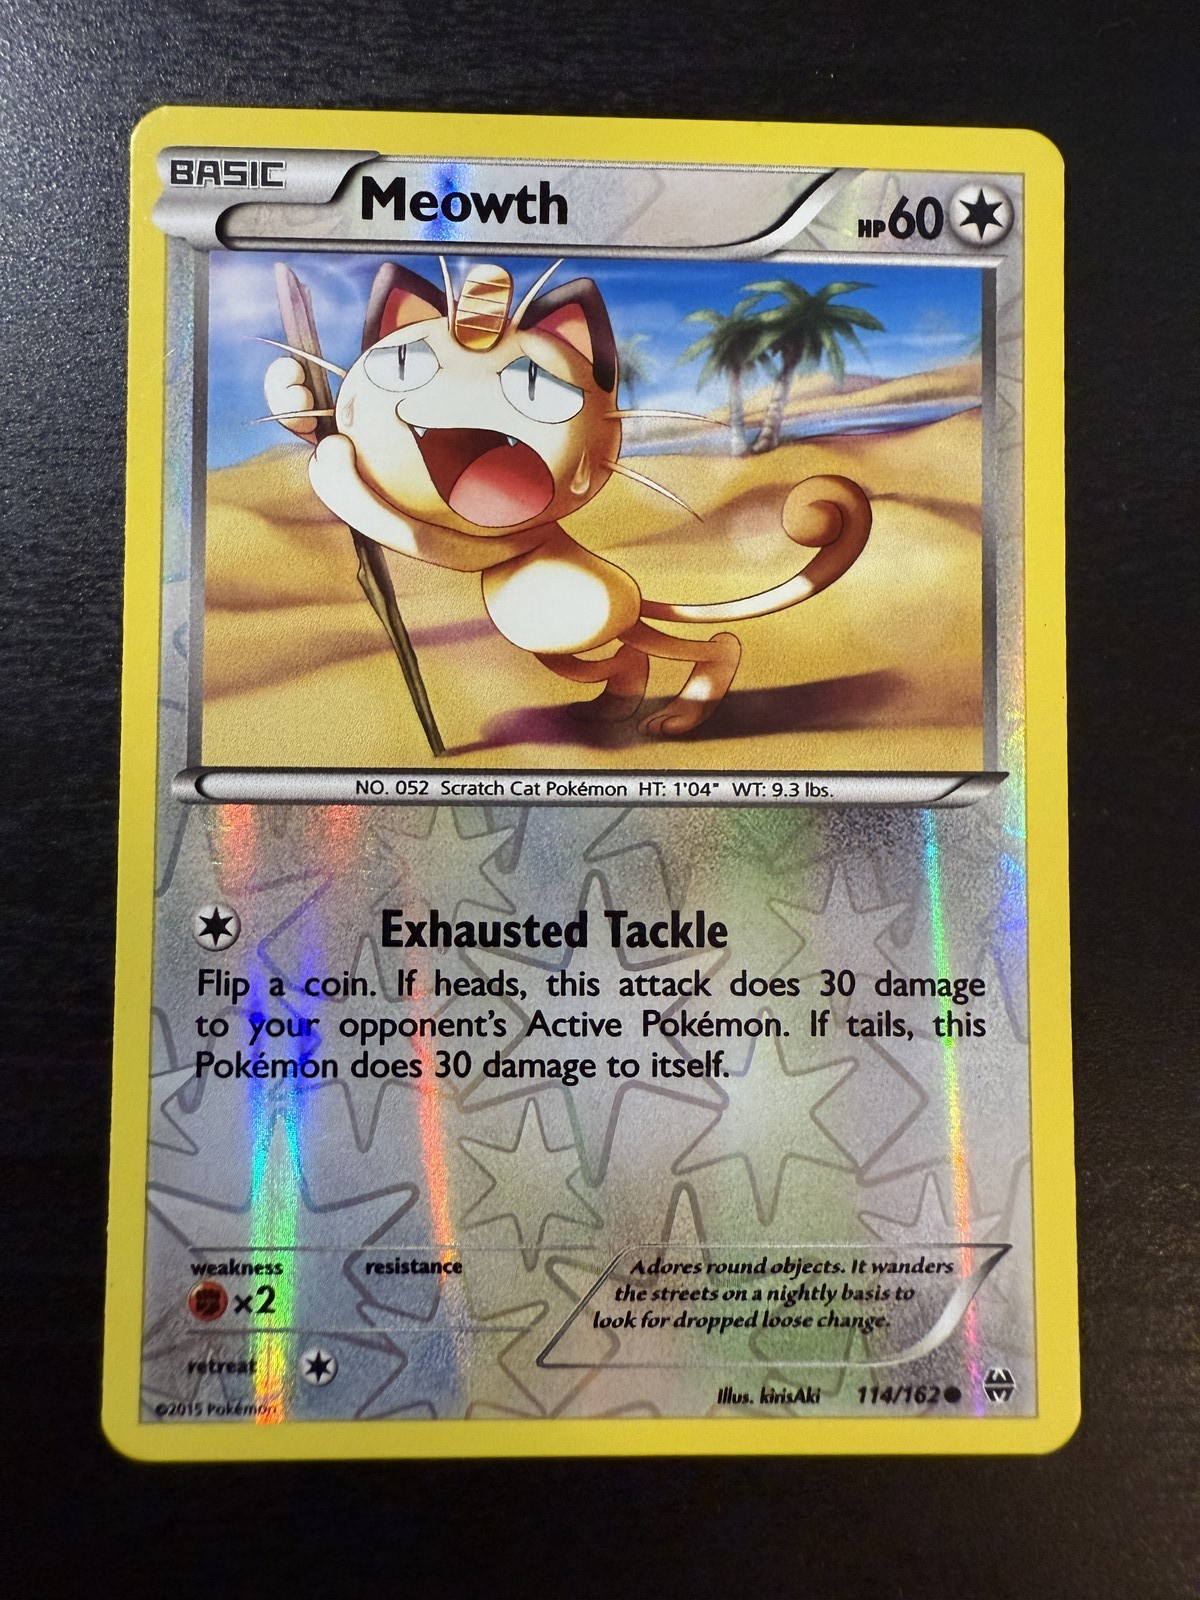 BASIC
Meowth
HP60
NO. 052 Scratch Cat Pokémon HT: 1'04" WT: 9.3 lbs.
Exhausted Tackle
Flip a coin. If heads, this attack does 30 damage
to your opponent's Active Pokémon. If tails, this
Pokémon does 30 damage to itself.
weakness
×2
resistance
Adores round objects. It wanders
the streets on a nightly basis to
look for dropped loose change.
retreat
©2015 Pokémon
Illus. kirisAki 114/162